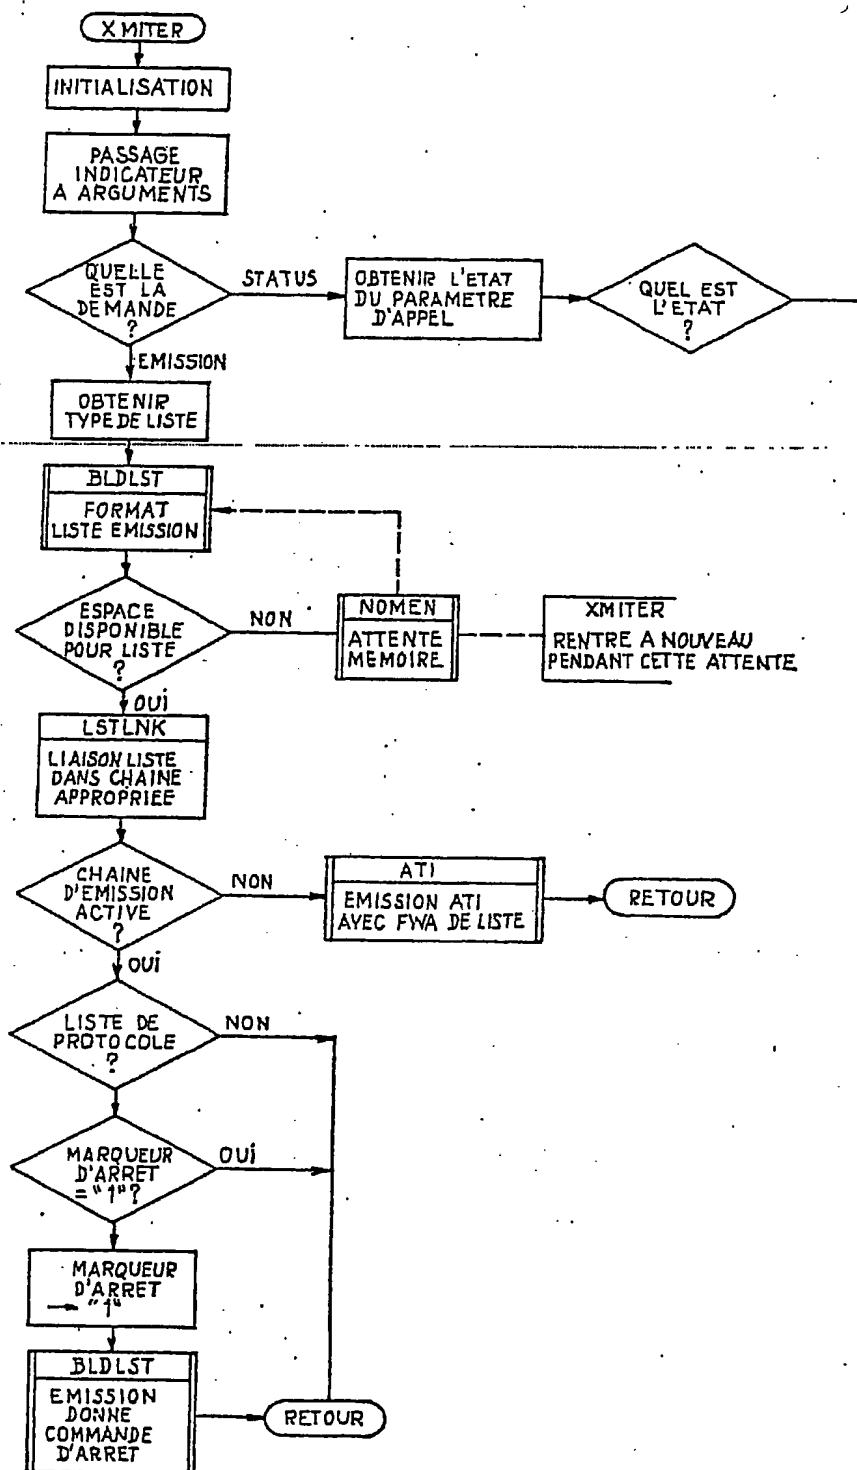 XMITER
INITIALISATION
PASSAGE
INDICATEUR
A ARGUMENTS
QUELLE
EST LA
DEMANDE
?
STATUS
OBTENIR L'ETAT
DU PARAMETRE
D'APPEL
QUEL EST
L'ETAT
?
EMISSION
OBTENIR
TYPE DE LISTE
BLDLST
FORMAT
LISTE EMISSION
ESPACE
DISPONIBLE
POUR LISTE
?
NON
NOMEN
ATTENTE
MEMOIRE
XMITER
RENTRE A NOUVEAU
PENDANT CETTE ATTENTE
OUi
LSTLNK
LIAISON LISTE
DANS CHAINE
APPROPRIEE
CHAINE
D'EMISSION
ACTIVE
?
NON
ATI
EMISSION ATI
AVEC FWA DE LISTE
RETOUR
OUi
LISTE DE
PROTOCOLE
?
NON
MARQUEUR
D'ARRET
="1"?
OUi
MARQUEUR
D'ARRET
→ "1"
BLDLST
EMISSION
DONNE
COMMANDE
D'ARRET
RETOUR